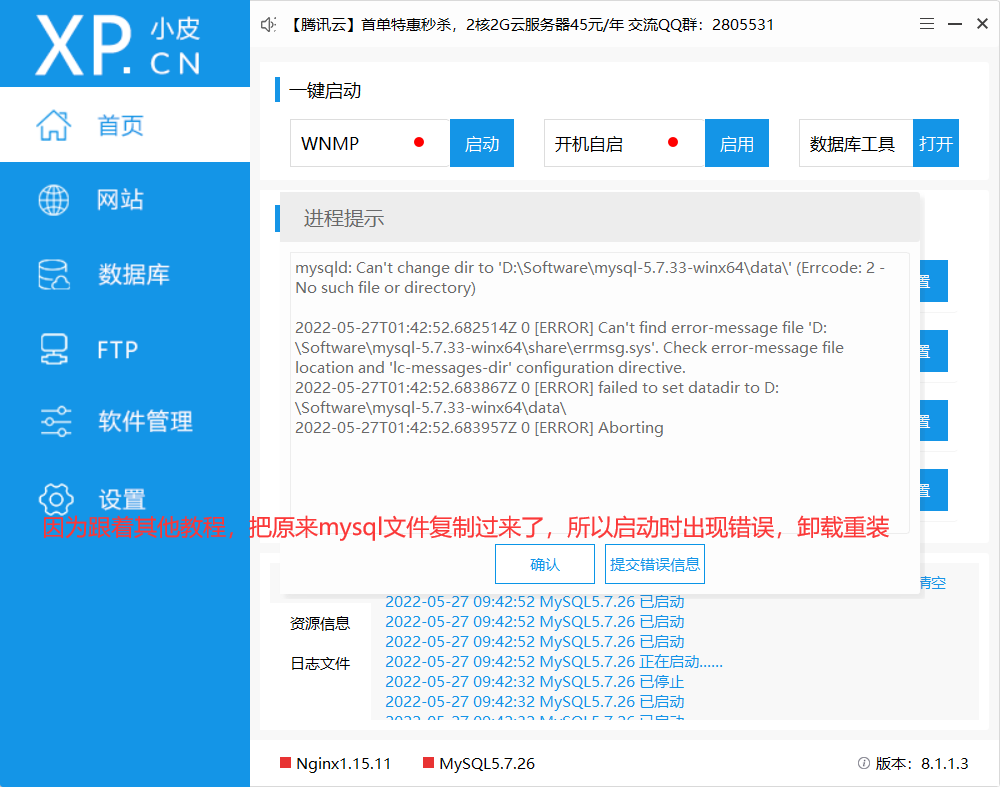 XP.小皮CN
【腾讯云】首单特惠秒杀，2核2G云服务器45元/年 交流QQ群：2805531
首页
网站
数据库
FTP
软件管理
设置
一键启动
WNMP 启动 开机自启 启用 数据库工具 打开
进程提示
mysqld: Can't change dir to 'D:\Software\mysql-5.7.33-winx64\data\' (Errcode: 2 -
No such file or directory)
2022-05-27T01:42:52.682514Z 0 [ERROR] Can't find error-message file 'D:
\Software\mysql-5.7.33-winx64\share\errmsg.sys'. Check error-message file
location and 'lc-messages-dir' configuration directive.
2022-05-27T01:42:52.683867Z 0 [ERROR] failed to set datadir to D:
\Software\mysql-5.7.33-winx64\data\
2022-05-27T01:42:52.683957Z 0 [ERROR] Aborting
置
置
置
置
因为跟着其他教程，把原来mysql文件复制过来了，所以启动时出现错误，卸载重装
确认 提交错误信息
清空
资源信息
日志文件
2022-05-27 09:42:52 MySQL5.7.26 已启动
2022-05-27 09:42:52 MySQL5.7.26 已启动
2022-05-27 09:42:52 MySQL5.7.26 已启动
2022-05-27 09:42:52 MySQL5.7.26 正在启动......
2022-05-27 09:42:32 MySQL5.7.26 已停止
2022-05-27 09:42:32 MySQL5.7.26 已启动
2022-05-27 09:42:32 MySQL5.7.26 已启动
Nginx1.15.11 MySQL5.7.26 版本：8.1.1.3